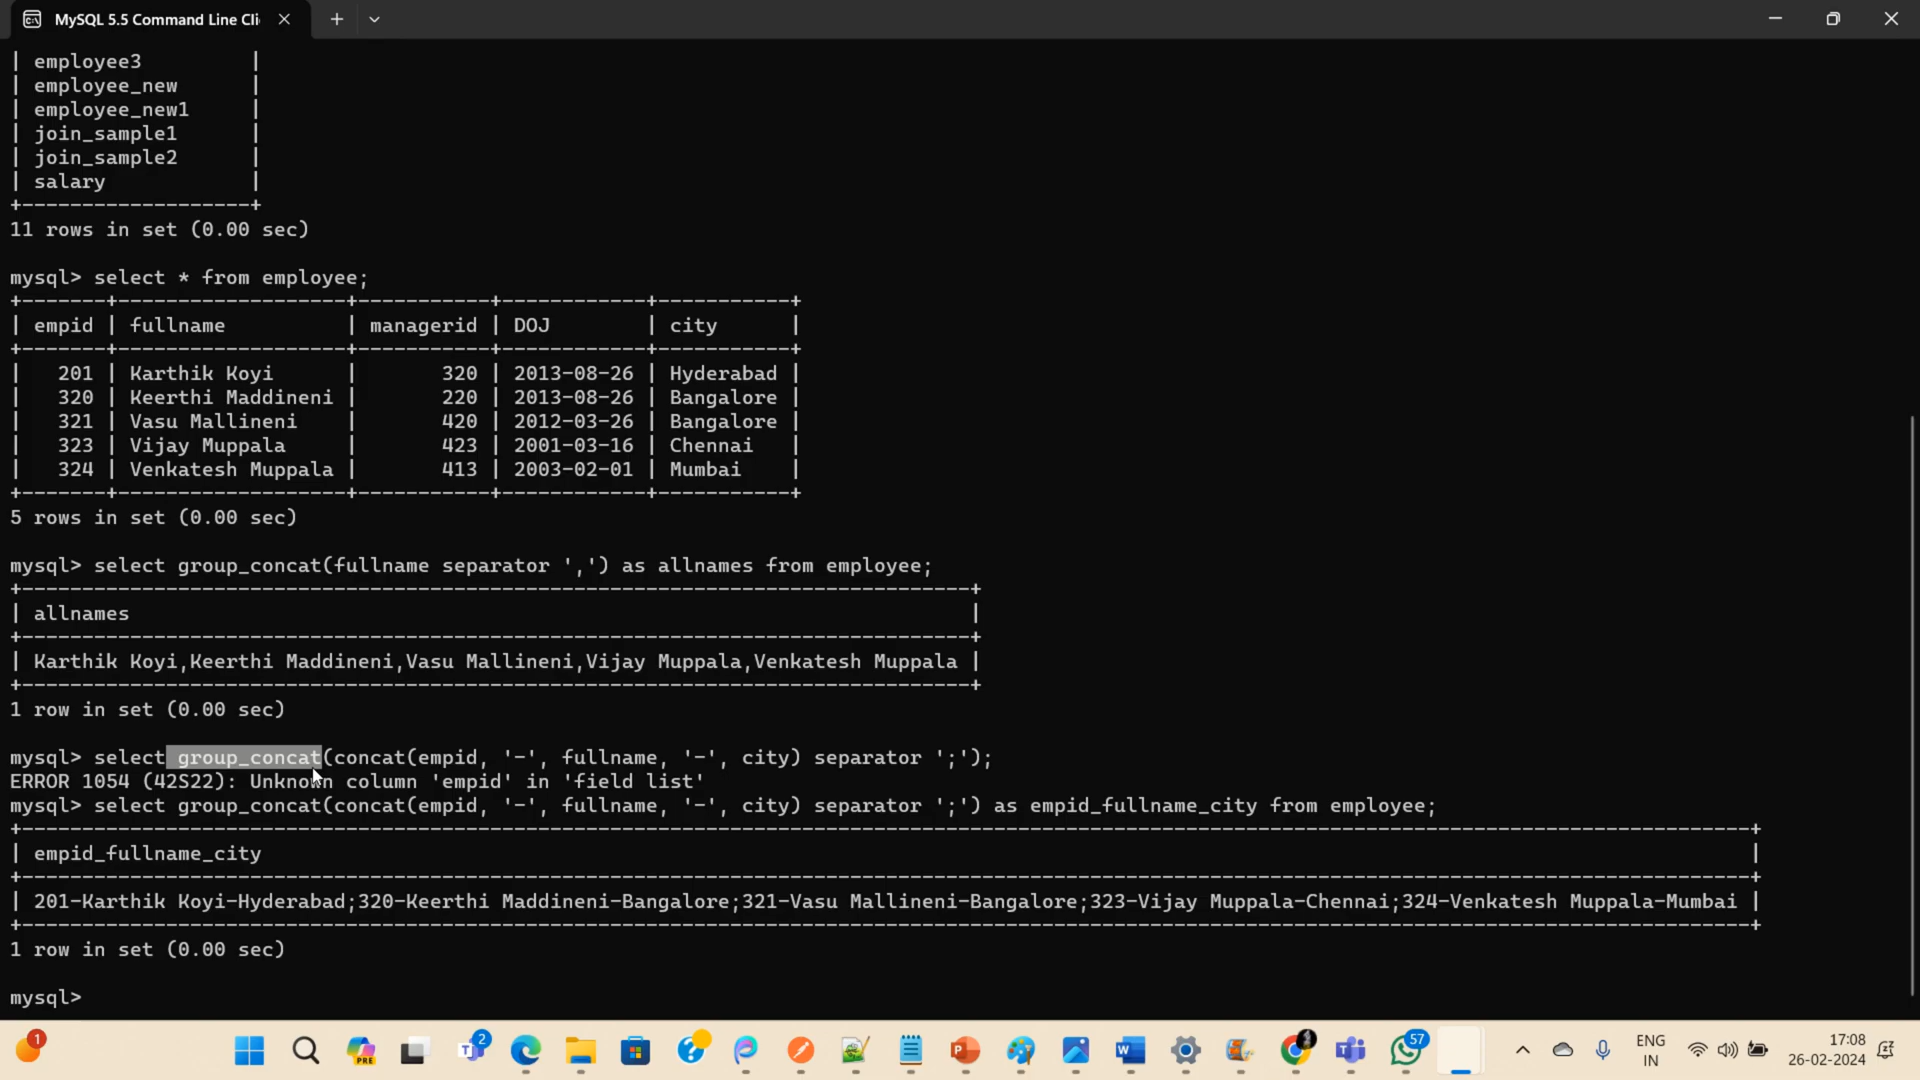 MySQL 5.5 Command Line Cli
| employee3         |
| employee_new      |
| employee_new1     |
| join_sample1      |
| join_sample2      |
| salary            |
+-------------------+
11 rows in set (0.00 sec)
mysql> select * from employee;
+-------+-------------------+-----------+------------+-----------+
| empid | fullname          | managerid | DOJ        | city      |
+-------+-------------------+-----------+------------+-----------+
|   201 | Karthik Koyi      |       320 | 2013-08-26 | Hyderabad |
|   320 | Keerthi Maddineni |       220 | 2013-08-26 | Bangalore |
|   321 | Vasu Mallineni    |       420 | 2012-03-26 | Bangalore |
|   323 | Vijay Muppala     |       423 | 2001-03-16 | Chennai   |
|   324 | Venkatesh Muppala |       413 | 2003-02-01 | Mumbai    |
+-------+-------------------+-----------+------------+-----------+
5 rows in set (0.00 sec)
mysql> select group_concat(fullname separator ',') as allnames from employee;
+-------------------------------------------------------------------------------+
| allnames                                                                      |
+-------------------------------------------------------------------------------+
| Karthik Koyi,Keerthi Maddineni,Vasu Mallineni,Vijay Muppala,Venkatesh Muppala |
+-------------------------------------------------------------------------------+
1 row in set (0.00 sec)
mysql> select group_concat(concat(empid, '-', fullname, '-', city) separator ';');
ERROR 1054 (42S22): Unknown column 'empid' in 'field list'
mysql> select group_concat(concat(empid, '-', fullname, '-', city) separator ';') as empid_fullname_city from employee;
+------------------------------------------------------------------------------------------------------------------------------------------------+
| empid_fullname_city                                                                                                                            |
+------------------------------------------------------------------------------------------------------------------------------------------------+
| 201-Karthik Koyi-Hyderabad;320-Keerthi Maddineni-Bangalore;321-Vasu Mallineni-Bangalore;323-Vijay Muppala-Chennai;324-Venkatesh Muppala-Mumbai |
+------------------------------------------------------------------------------------------------------------------------------------------------+
1 row in set (0.00 sec)
mysql>
1
PRE
2
57
ENG
IN
17:08
26-02-2024